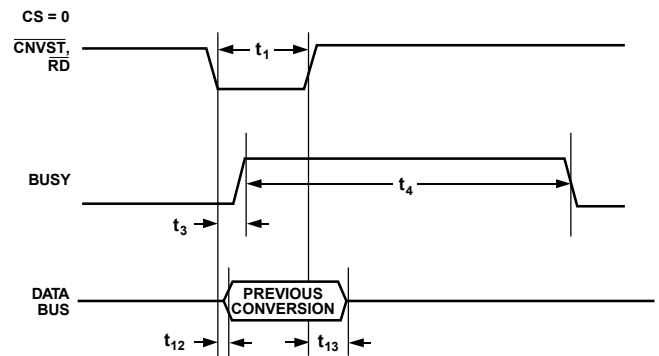 CS = 0
CNVST,
RD
t1
BUSY
t4
t3
DATA
BUS
PREVIOUS
CONVERSION
t12
t13